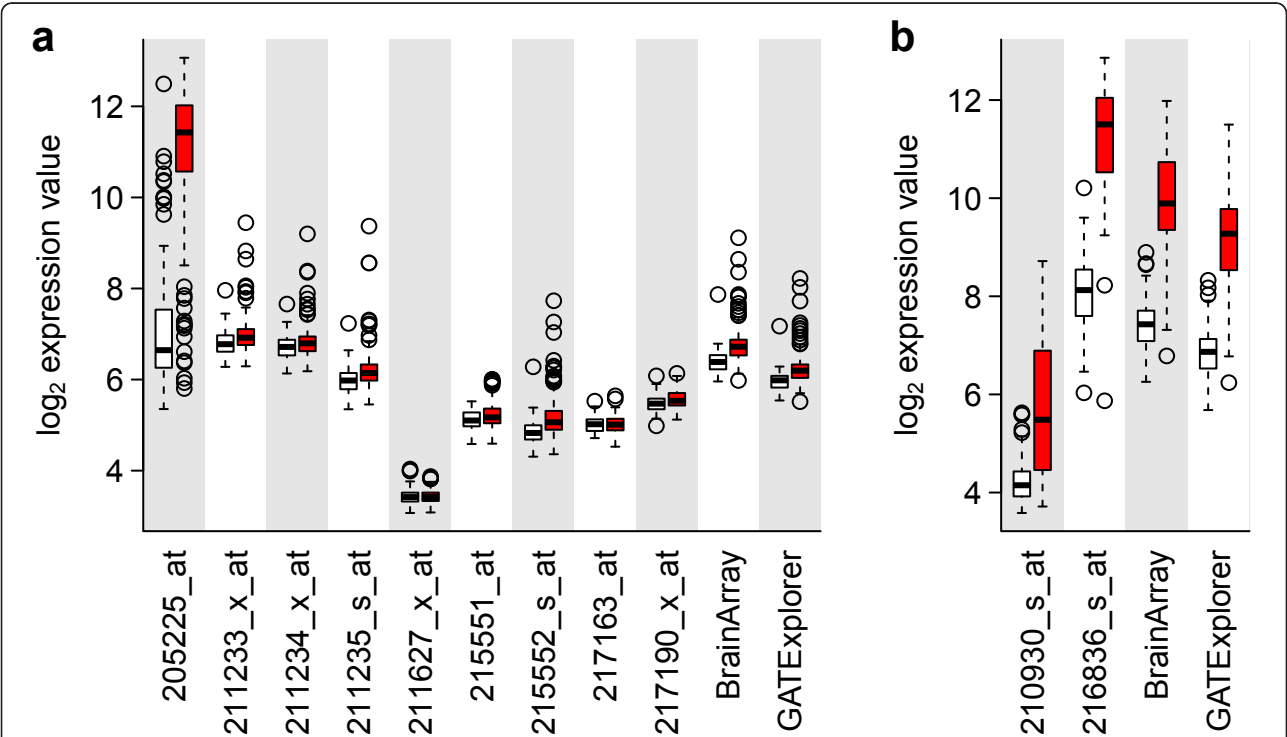 a
log₂ expression value
12
10
8
6
4
205225_at
211233_x_at
211234_x_at
211235_s_at
211627_x_at
215551_at
215552_s_at
217163_at
217190_x_at
BrainArray
GATExplorer
b
log₂ expression value
12
10
8
6
4
210930_s_at
216836_s_at
BrainArray
GATExplorer